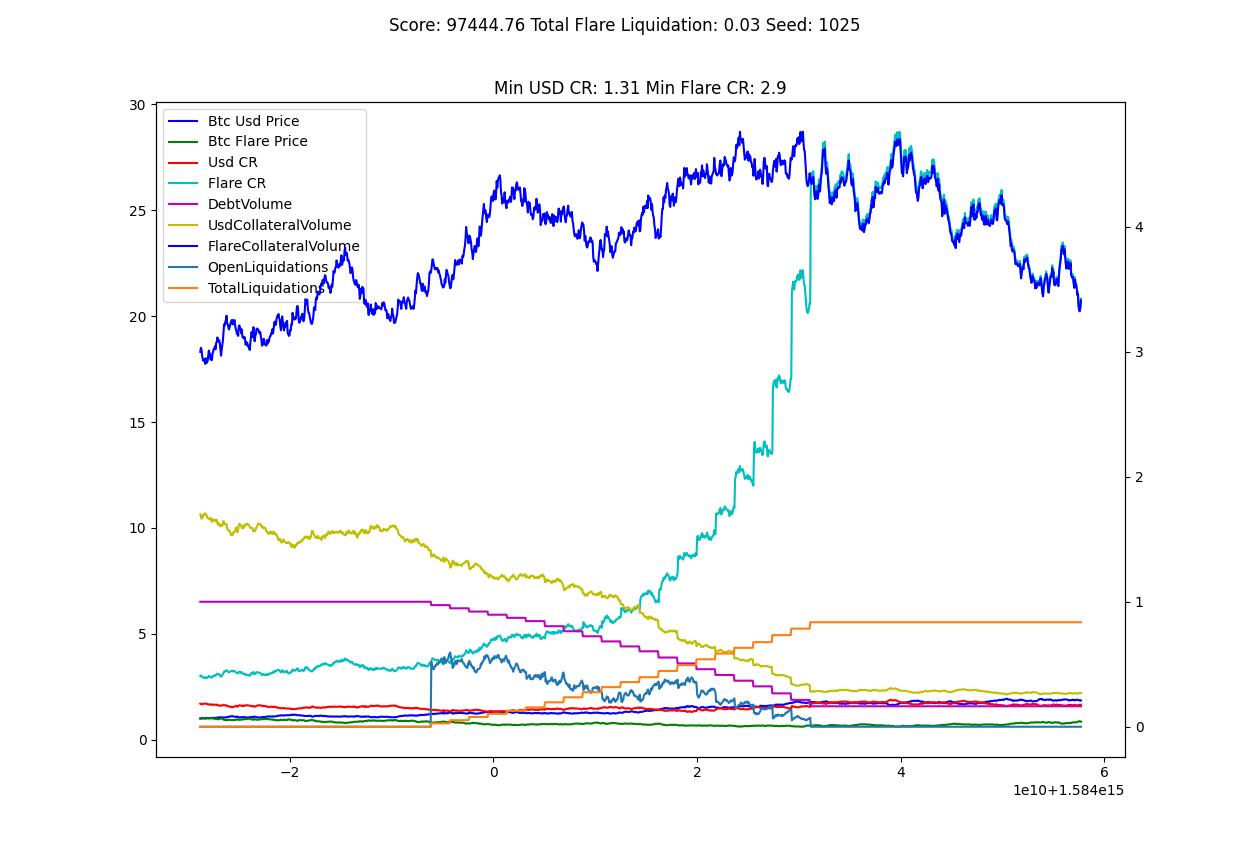 Score: 97444.76 Total Flare Liquidation: 0.03 Seed: 1025
Min USD CR: 1.31 Min Flare CR: 2.9
Btc Usd Price
Btc Flare Price
Usd CR
Flare CR
DebtVolume
UsdCollateralVolume
FlareCollateralVolume
OpenLiquidations
TotalLiquidations
30
25
20
15
10
5
0
4
3
2
1
0
−2
0
2
4
6
1e10+1.584e15